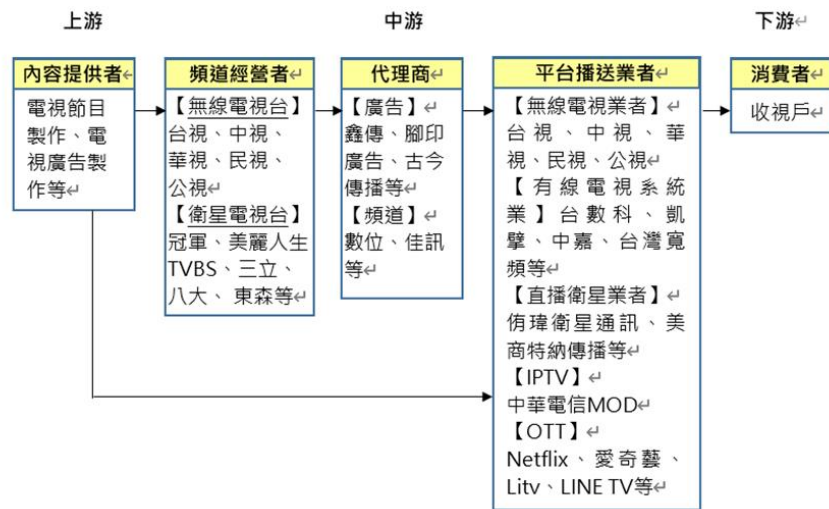 上游
中游
下游
內容提供者↵
電視節目
製作、電
視廣告製
作等↵
頻道經營者↵
【無線電視台】
台視、中視、
華視、民視、
公視↵
【衛星電視台】
冠軍、美麗人生
TVBS、三立、
八大、 東森等↵
代理商↵
【廣告】↵
鑫傳、腳印
廣告、古今
傳播等↵
【頻道】↵
數位、佳訊
等↵
平台播送業者↵
【無線電視業者】↵
台視、中視、華
視、民視、公視↵
【有線電視系統
業】台數科、凱
擘、中嘉、台灣寬
頻等↵
【直播衛星業者】↵
侑瑋衛星通訊、美
商特納傳播等↵
【IPTV】↵
中華電信MOD↵
【OTT】↵
Netflix、愛奇藝、
Litv、LINE TV等↵
消費者↵
收視戶↵